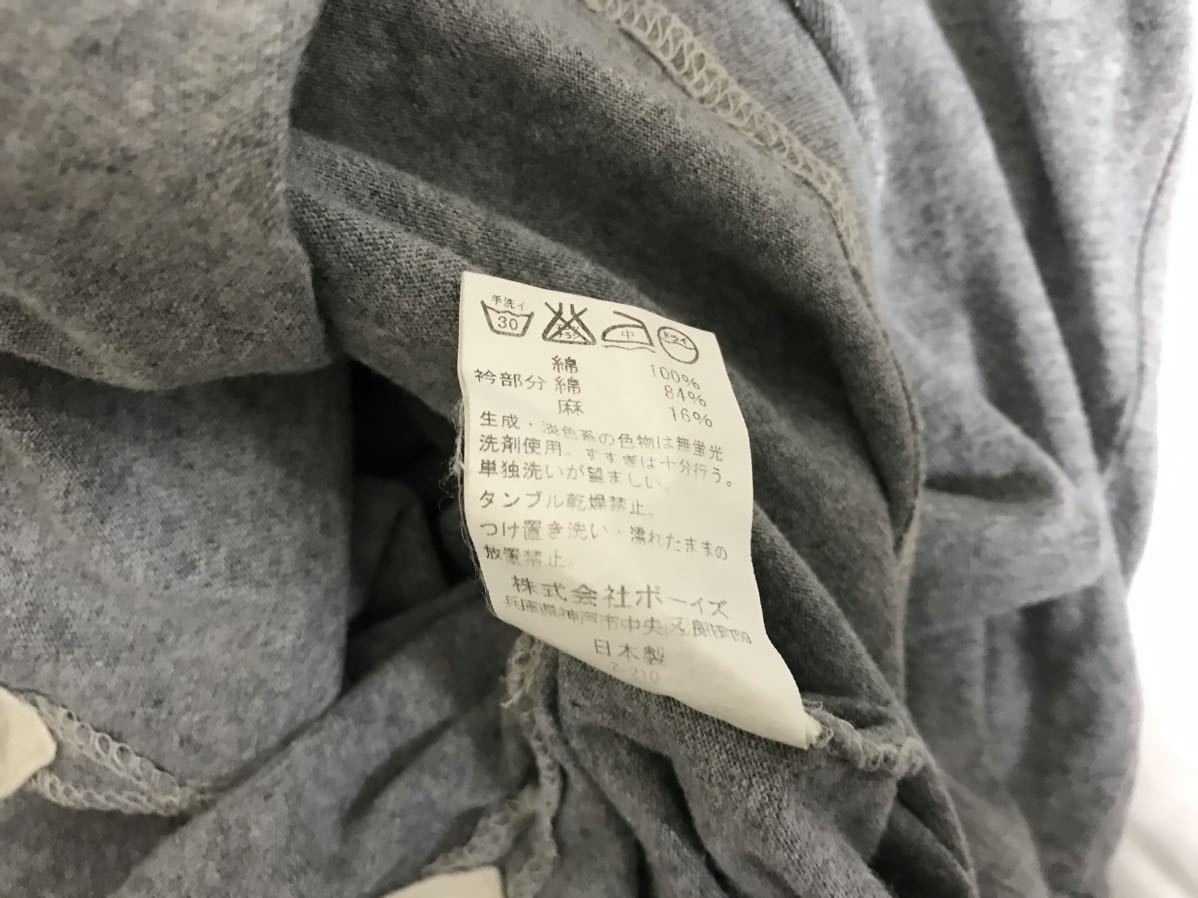 手洗イ
30 中 ドライ
綿 100%
衿部分 綿 84%
麻 16%
生成・淡色系の色物は無蛍光
洗剤使用。すすぎは十分行う。
単独洗いが望ましい。
タンブル乾燥禁止。
つけ置き洗い・濡れたままの
放置禁止。
株式会社ボーイズ
兵庫県神戸市中央区
日本製
Z-210